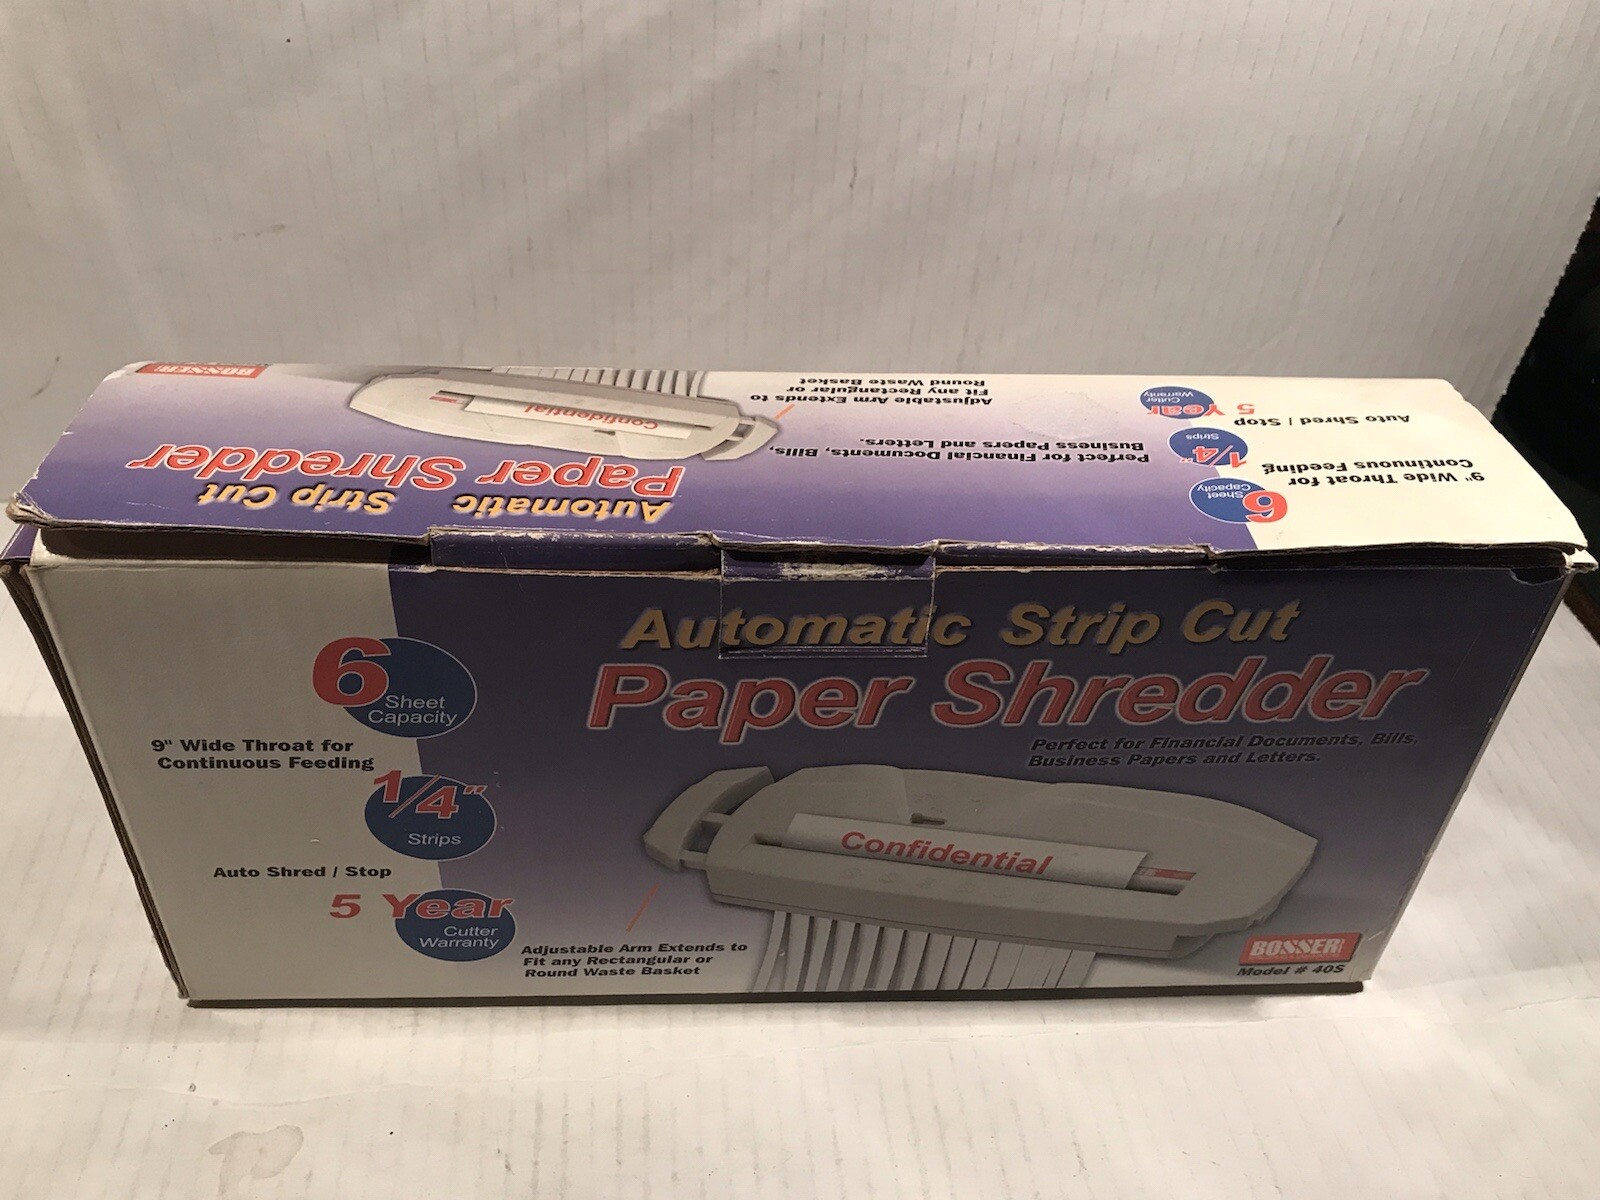 BOSSER
Confidential
Adjustable Arm Extends to
Fit any Rectangular or
Round Waste Basket
Automatic Strip Cut
Paper Shredder
Perfect for Financial Documents, Bills,
Business Papers and Letters.
6
Sheet
Capacity
9" Wide Throat for
Continuous Feeding
1/4"
Strips
Auto Shred / Stop
5 Year
Cutter
Warranty
Automatic Strip Cut
Paper Shredder
Perfect for Financial Documents, Bills,
Business Papers and Letters.
6
Sheet
Capacity
9" Wide Throat for
Continuous Feeding
1/4"
Strips
Auto Shred / Stop
5 Year
Cutter
Warranty
Adjustable Arm Extends to
Fit any Rectangular or
Round Waste Basket
Confidential
BOSSER
Model # 40S